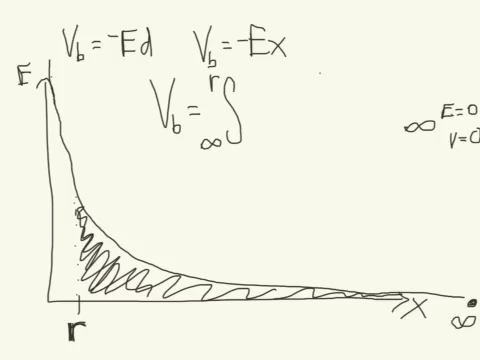 V_b = -Ed   V_b = -Ex
E
V_b = ∫_∞^r
∞ E=0
V=0
x
r
∞